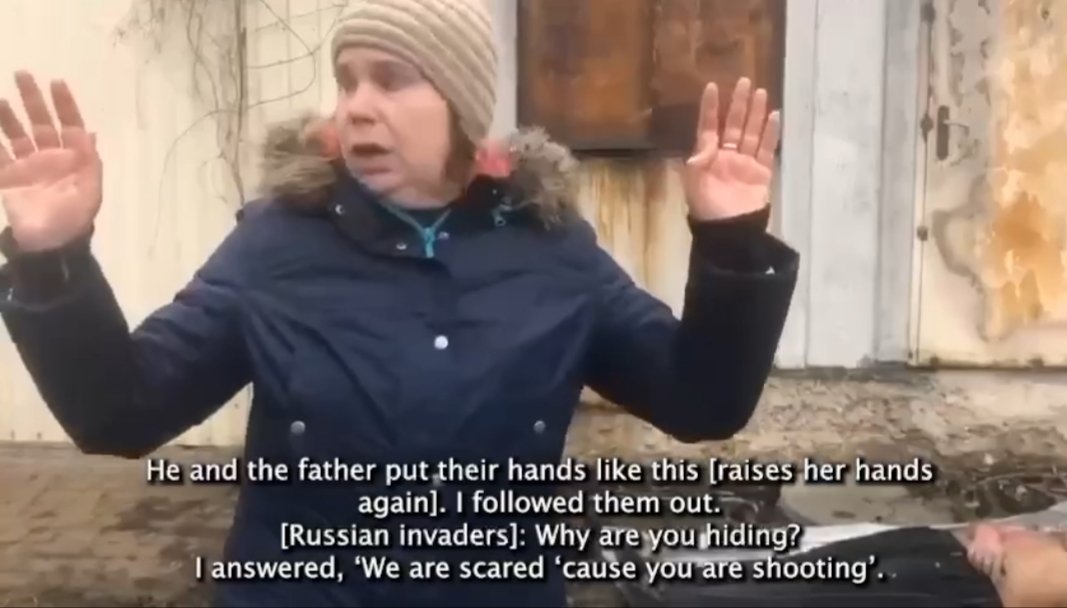 He and the father put their hands like this [raises her hands
again]. I followed them out.
[Russian invaders]: Why are you hiding?
I answered, ‘We are scared ‘cause you are shooting’.